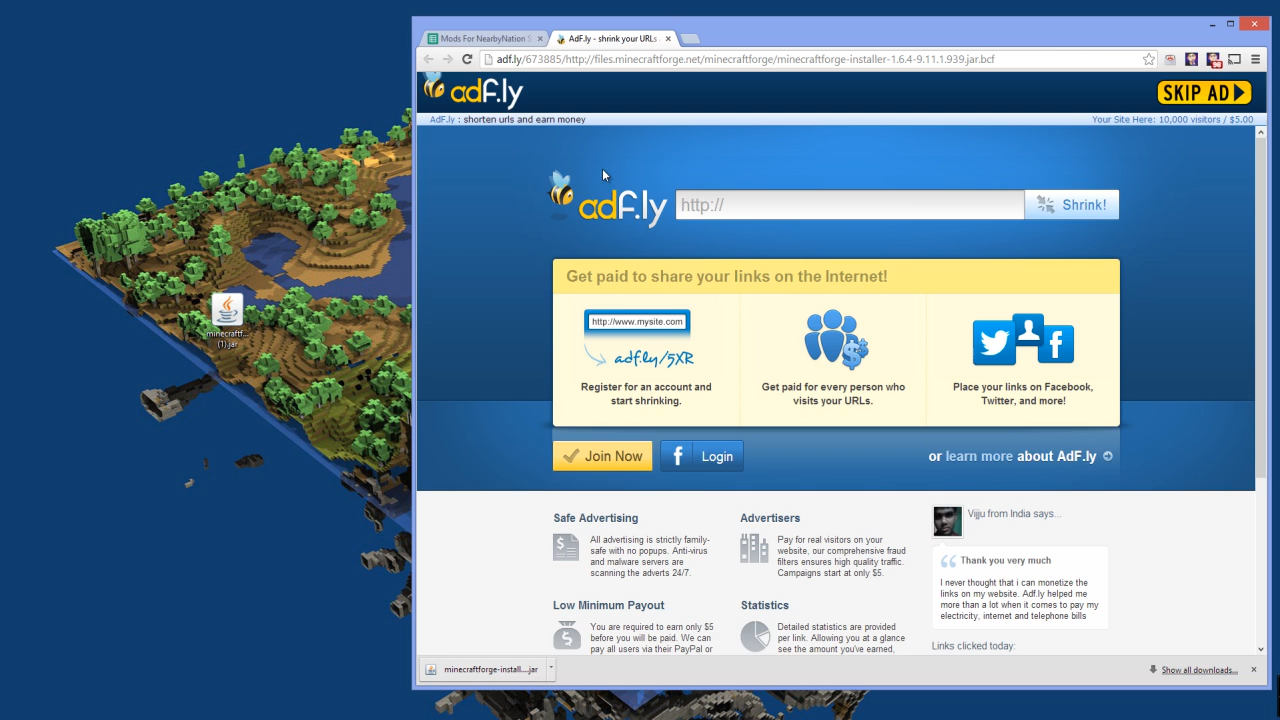 Mods For NearbyNation S
AdF.ly - shrink your URLs
adf.ly/673885/http://files.minecraftforge.net/minecraftforge/minecraftforge-installer-1.6.4-9.11.1.939.jar.bcf
adf.ly
SKIP AD
AdF.ly : shorten urls and earn money
Your Site Here: 10,000 visitors / $5.00
adf.ly
http://
Shrink!
Get paid to share your links on the Internet!
http://www.mysite.com
adf.ly/5XR
Register for an account and
start shrinking.
Get paid for every person who
visits your URLs.
Place your links on Facebook,
Twitter, and more!
Join Now
f
Login
or learn more about AdF.ly
minecraftf...
(1).jar
Safe Advertising
All advertising is strictly family-
safe with no popups. Anti-virus
and malware servers are
scanning the adverts 24/7.
Advertisers
Pay for real visitors on your
website, our comprehensive fraud
filters ensures high quality traffic.
Campaigns start at only $5.
Vijju from India says...
Thank you very much
I never thought that i can monetize the
links on my website. Adf.ly helped me
more than a lot when it comes to pay my
electricity, internet and telephone bills
Low Minimum Payout
You are required to earn only $5
before you will be paid. We can
pay all users via their PayPal or
Statistics
Detailed statistics are provided
per link. Allowing you at a glance
see the amount you've earned,
Links clicked today:
minecraftforge-install....jar
Show all downloads...